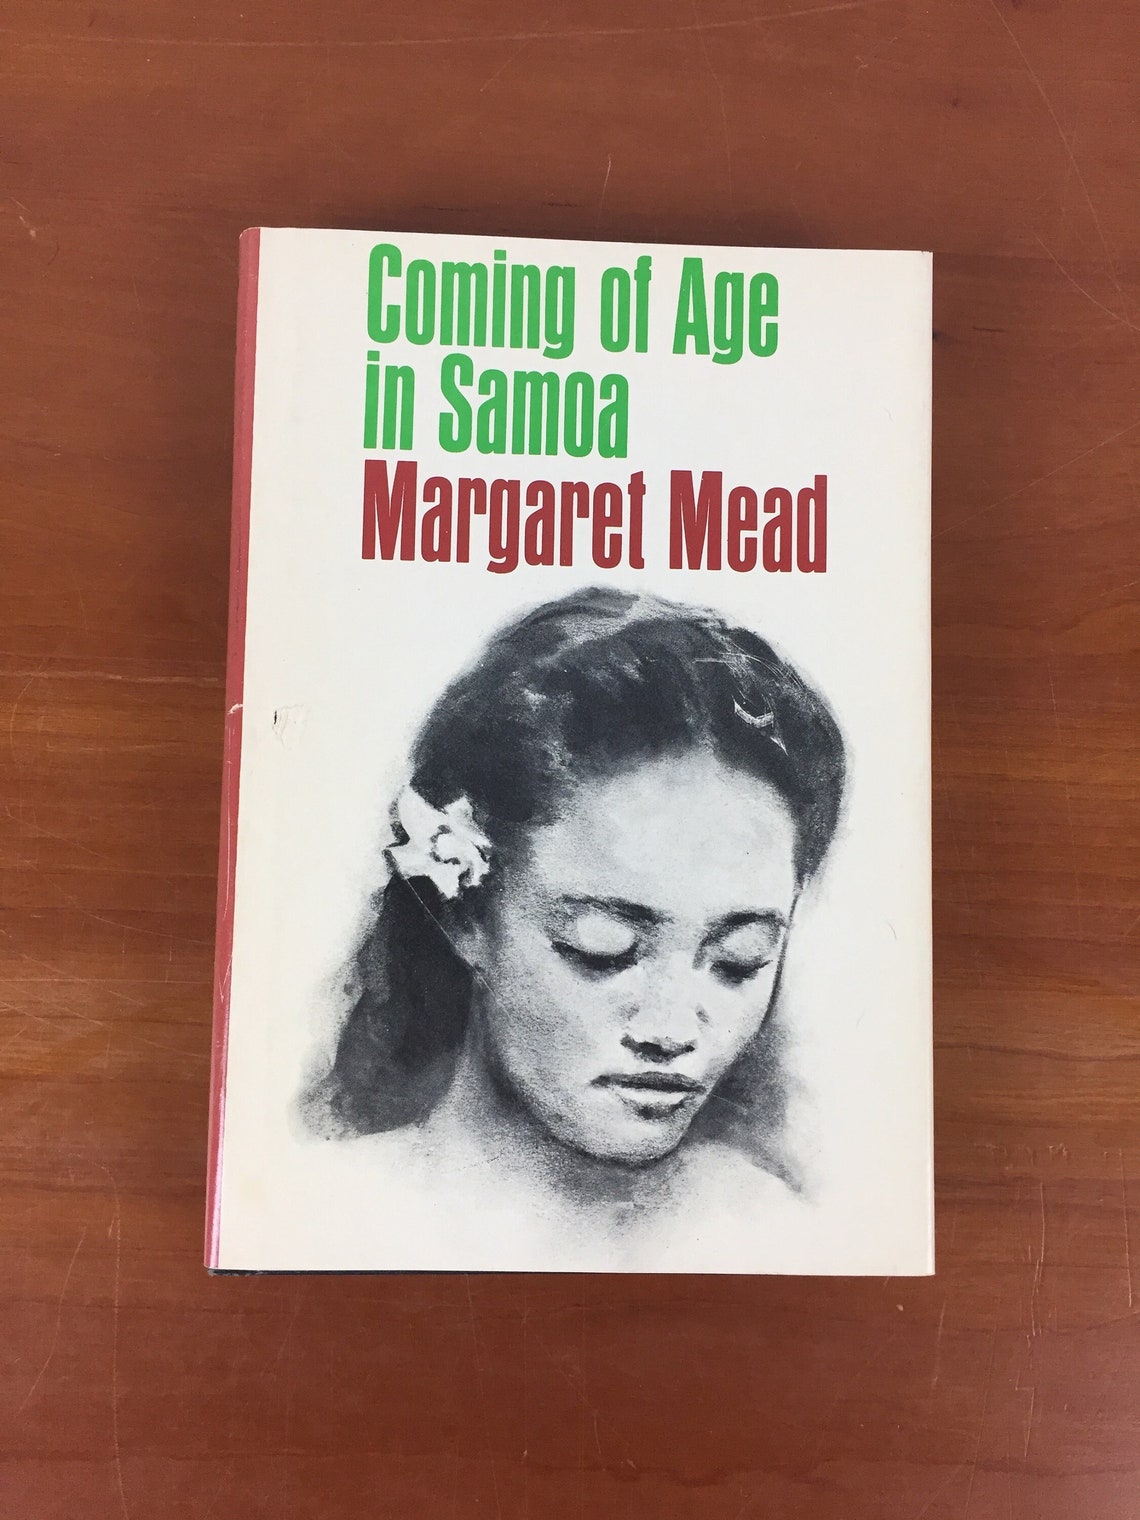 Coming of Age
in Samoa
Margaret Mead